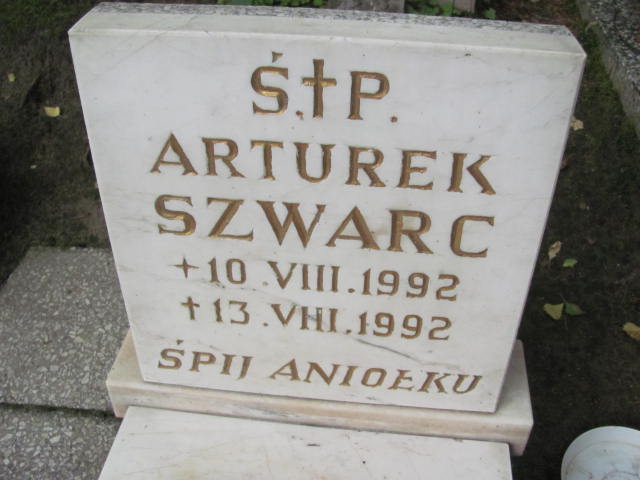 Ś.†P.
ARTUREK
SZWARC
+10.VIII.1992
†13.VIII.1992
ŚPIJ ANIOŁKU